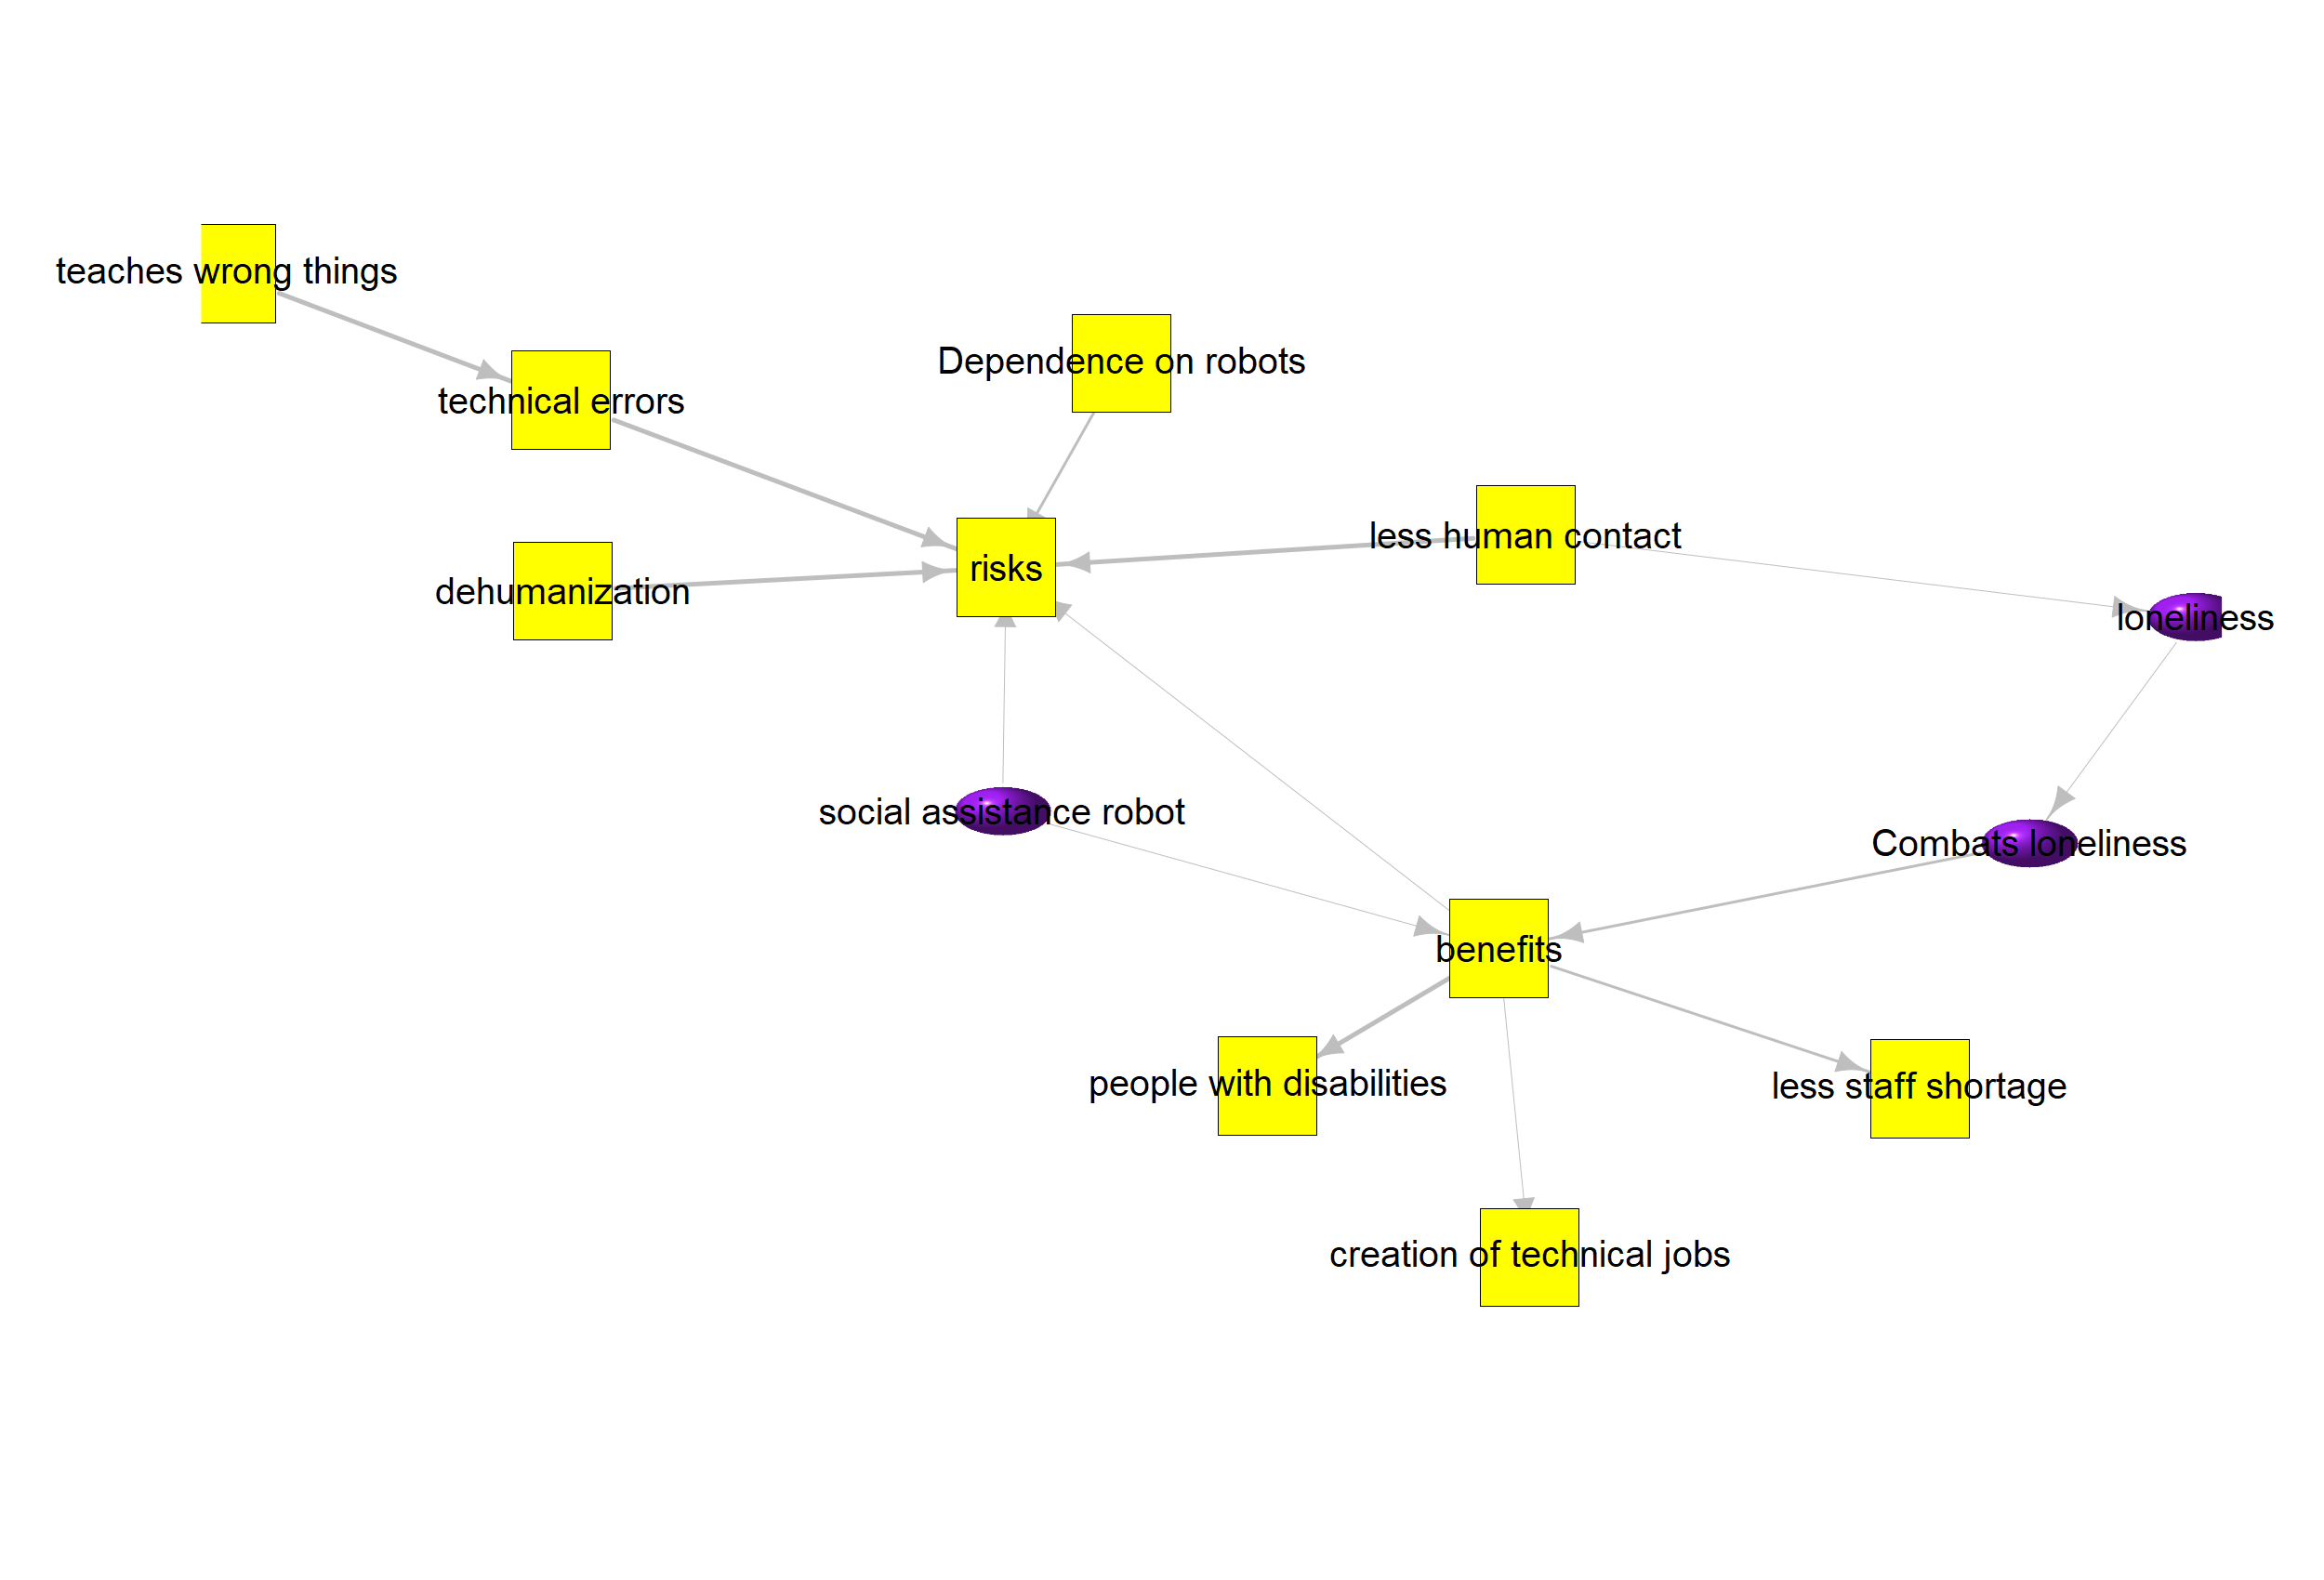 teaches wrong things
Dependence on robots
technical errors
less human contact
risks
dehumanization
loneliness
social assistance robot
Combats loneliness
benefits
people with disabilities
less staff shortage
creation of technical jobs